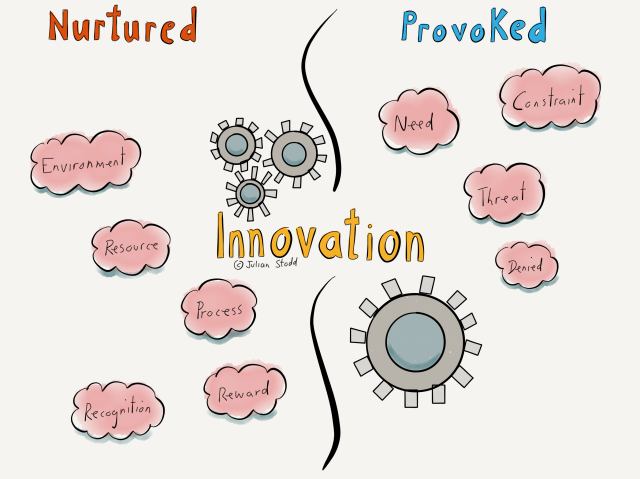 Nurtured
Provoked
Need
Constraint
Environment
Threat
Resource
Innovation
© Julian Stodd
Denied
Process
Reward
Recognition